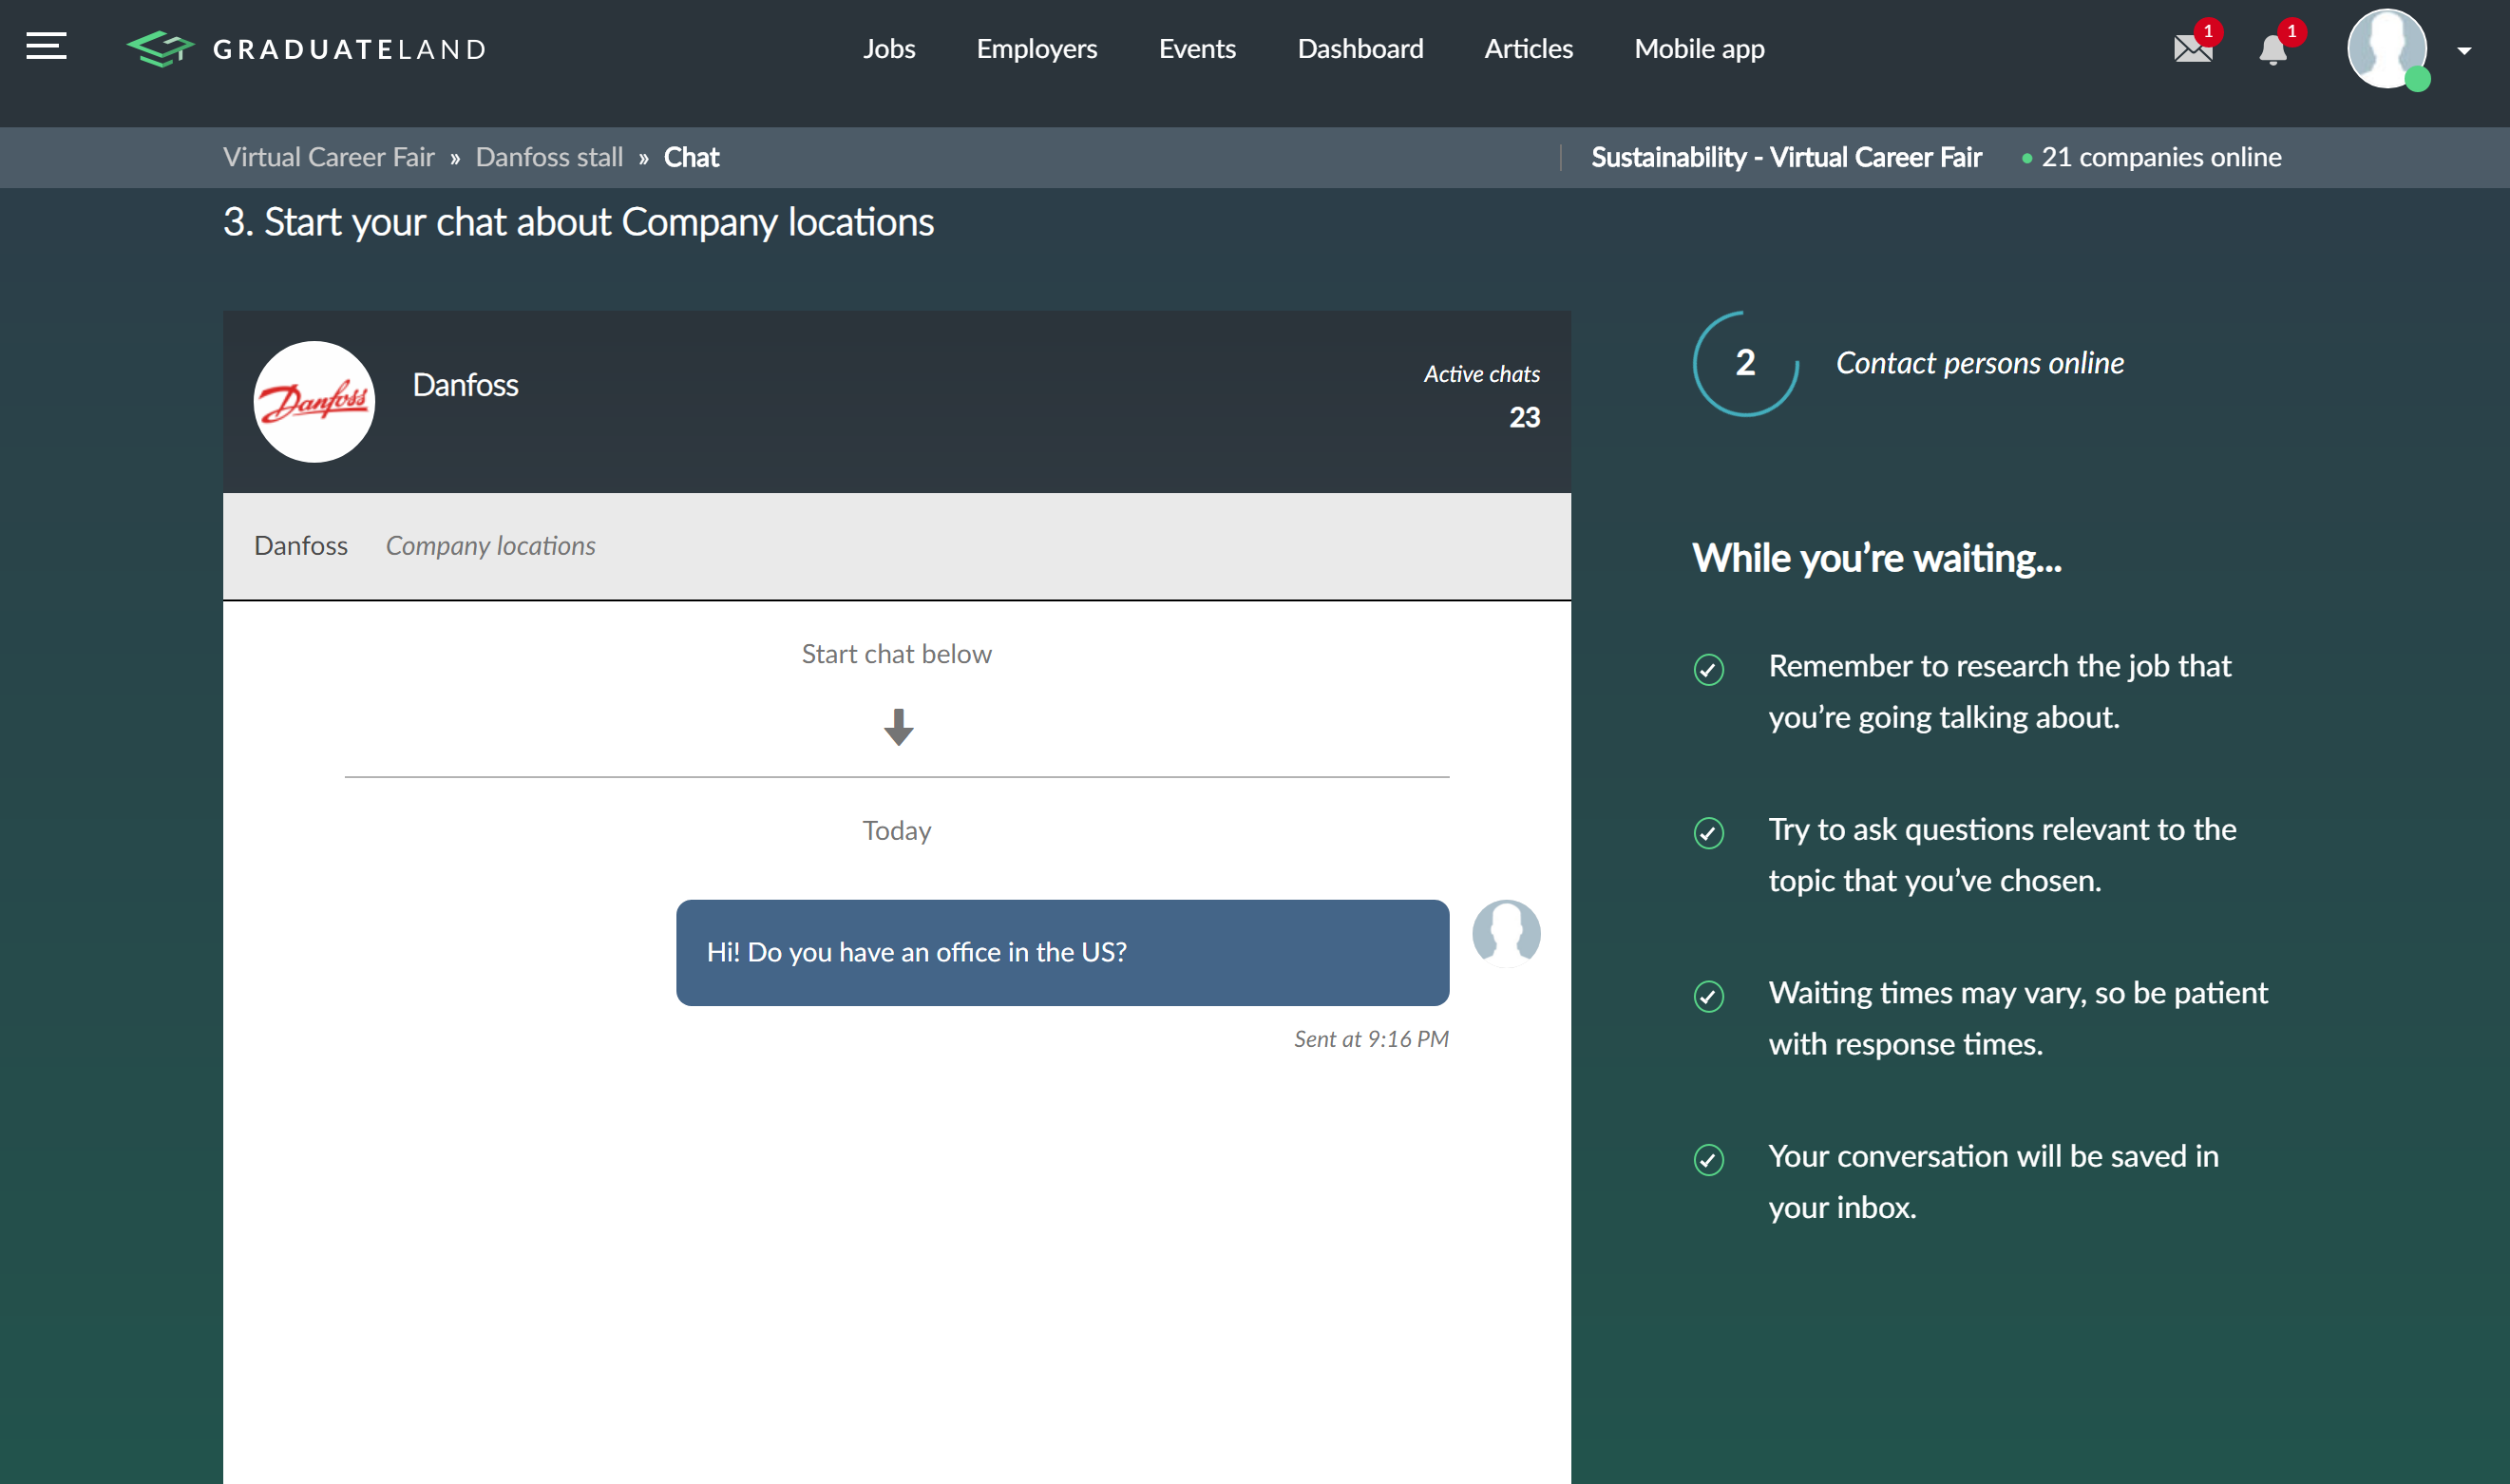 GRADUATELAND
Jobs
Employers
Events
Dashboard
Articles
Mobile app
1
1
Virtual Career Fair » Danfoss stall » Chat
Sustainability - Virtual Career Fair
21 companies online
3. Start your chat about Company locations
Danfoss
Danfoss
Active chats
23
2
Contact persons online
Danfoss
Company locations
Start chat below
Today
Hi! Do you have an office in the US?
Sent at 9:16 PM
While you’re waiting...
Remember to research the job that
you’re going talking about.
Try to ask questions relevant to the
topic that you’ve chosen.
Waiting times may vary, so be patient
with response times.
Your conversation will be saved in
your inbox.